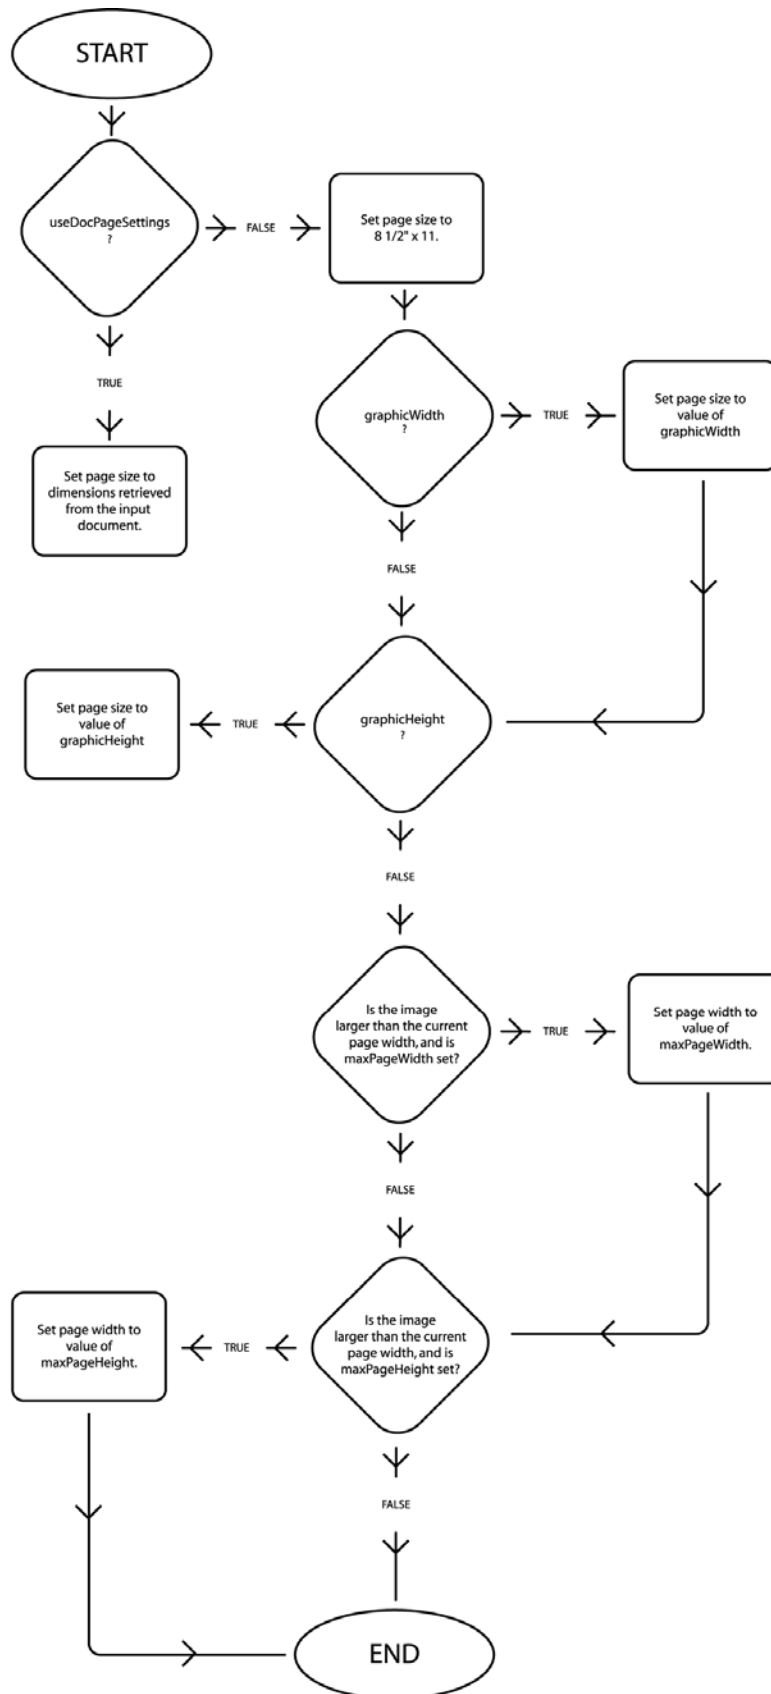 START
useDocPageSettings
?
FALSE
Set page size to
8 1/2" x 11.
TRUE
Set page size to
dimensions retrieved
from the input
document.
graphicWidth
?
TRUE
Set page size to
value of
graphicWidth
FALSE
graphicHeight
?
TRUE
Set page size to
value of
graphicHeight
FALSE
Is the image
larger than the current
page width, and is
maxPageWidth set?
TRUE
Set page width to
value of
maxPageWidth.
FALSE
Is the image
larger than the current
page width, and is
maxPageHeight set?
TRUE
Set page width to
value of
maxPageHeight.
FALSE
END